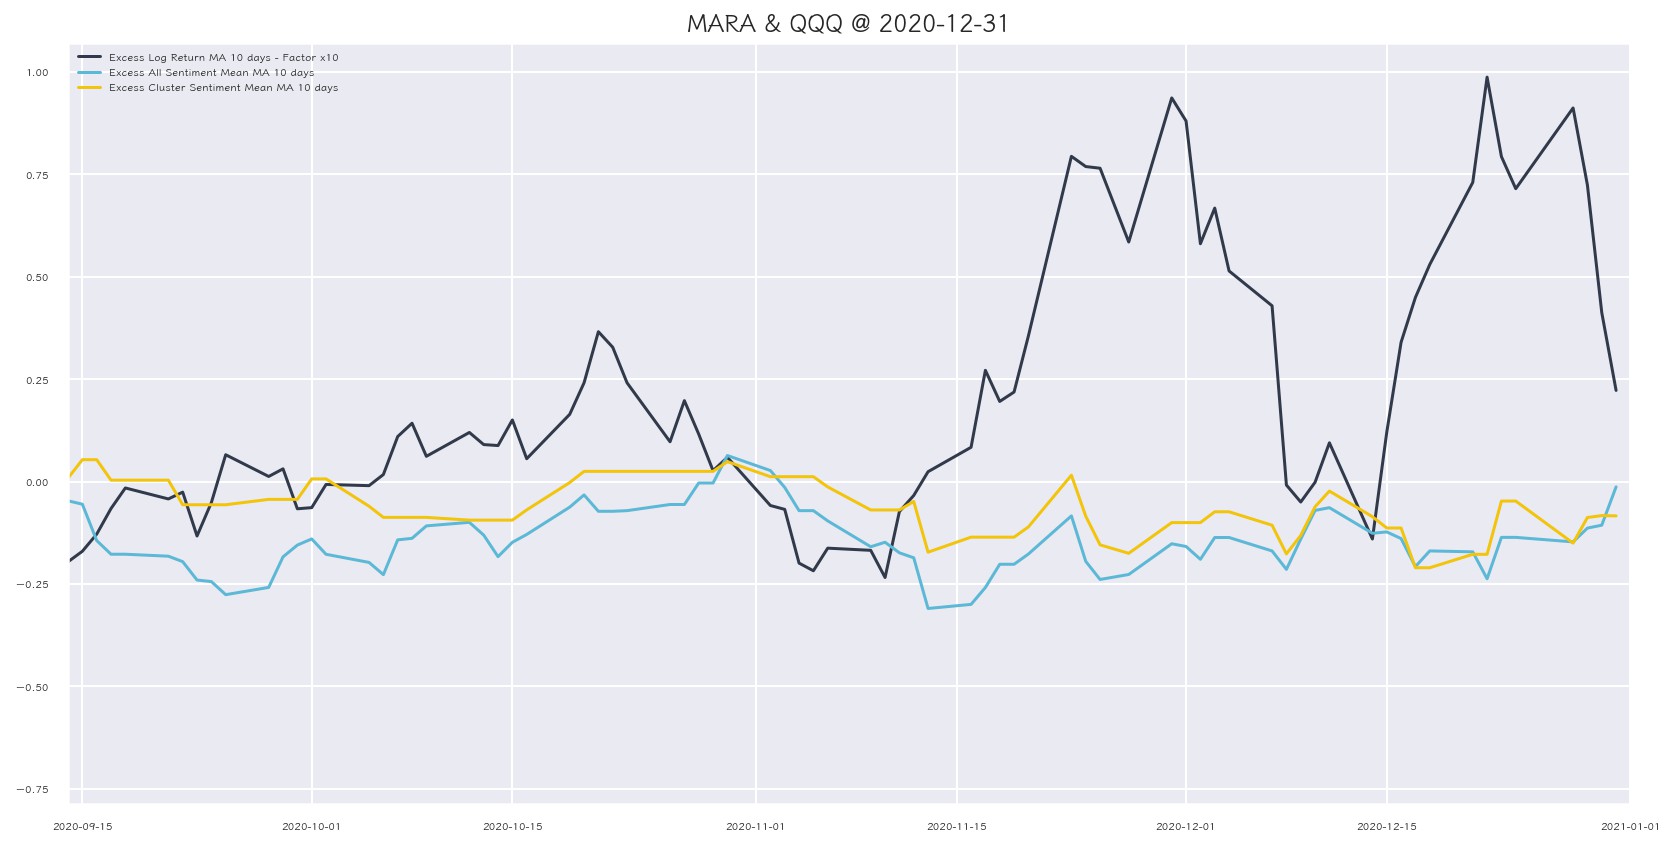 MARA & QQQ @ 2020-12-31
Excess Log Return MA 10 days - Factor x10
Excess All Sentiment Mean MA 10 days
Excess Cluster Sentiment Mean MA 10 days
1.00
0.75
0.50
0.25
0.00
−0.25
−0.50
−0.75
2020-09-15 2020-10-01 2020-10-15 2020-11-01 2020-11-15 2020-12-01 2020-12-15 2021-01-01